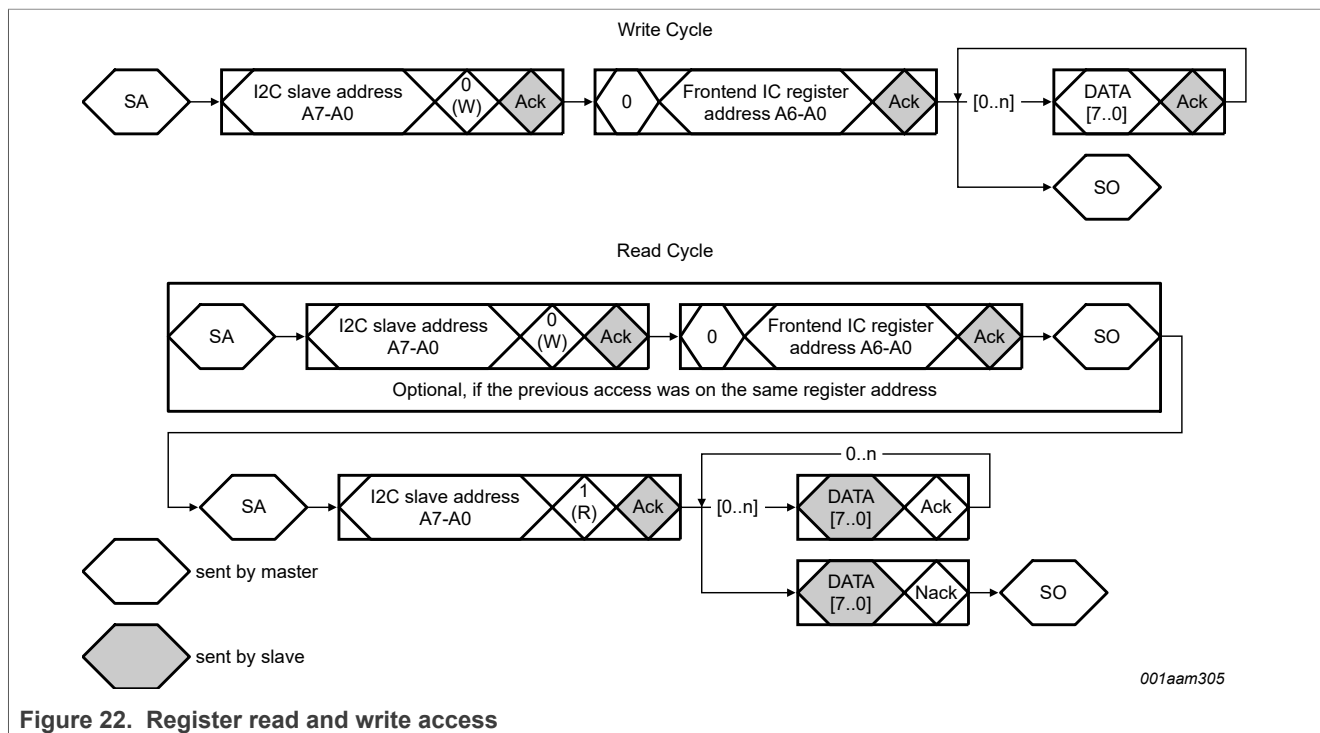 Write Cycle
SA
I2C slave address
A7-A0
0
(W)
Ack
0
Frontend IC register
address A6-A0
Ack
[0..n]
DATA
[7..0]
Ack
SO
Read Cycle
SA
I2C slave address
A7-A0
0
(W)
Ack
0
Frontend IC register
address A6-A0
Ack
SO
Optional, if the previous access was on the same register address
SA
I2C slave address
A7-A0
1
(R)
Ack
[0..n]
0..n
DATA
[7..0]
Ack
DATA
[7..0]
Nack
SO
sent by master
sent by slave
001aam305
Figure 22. Register read and write access